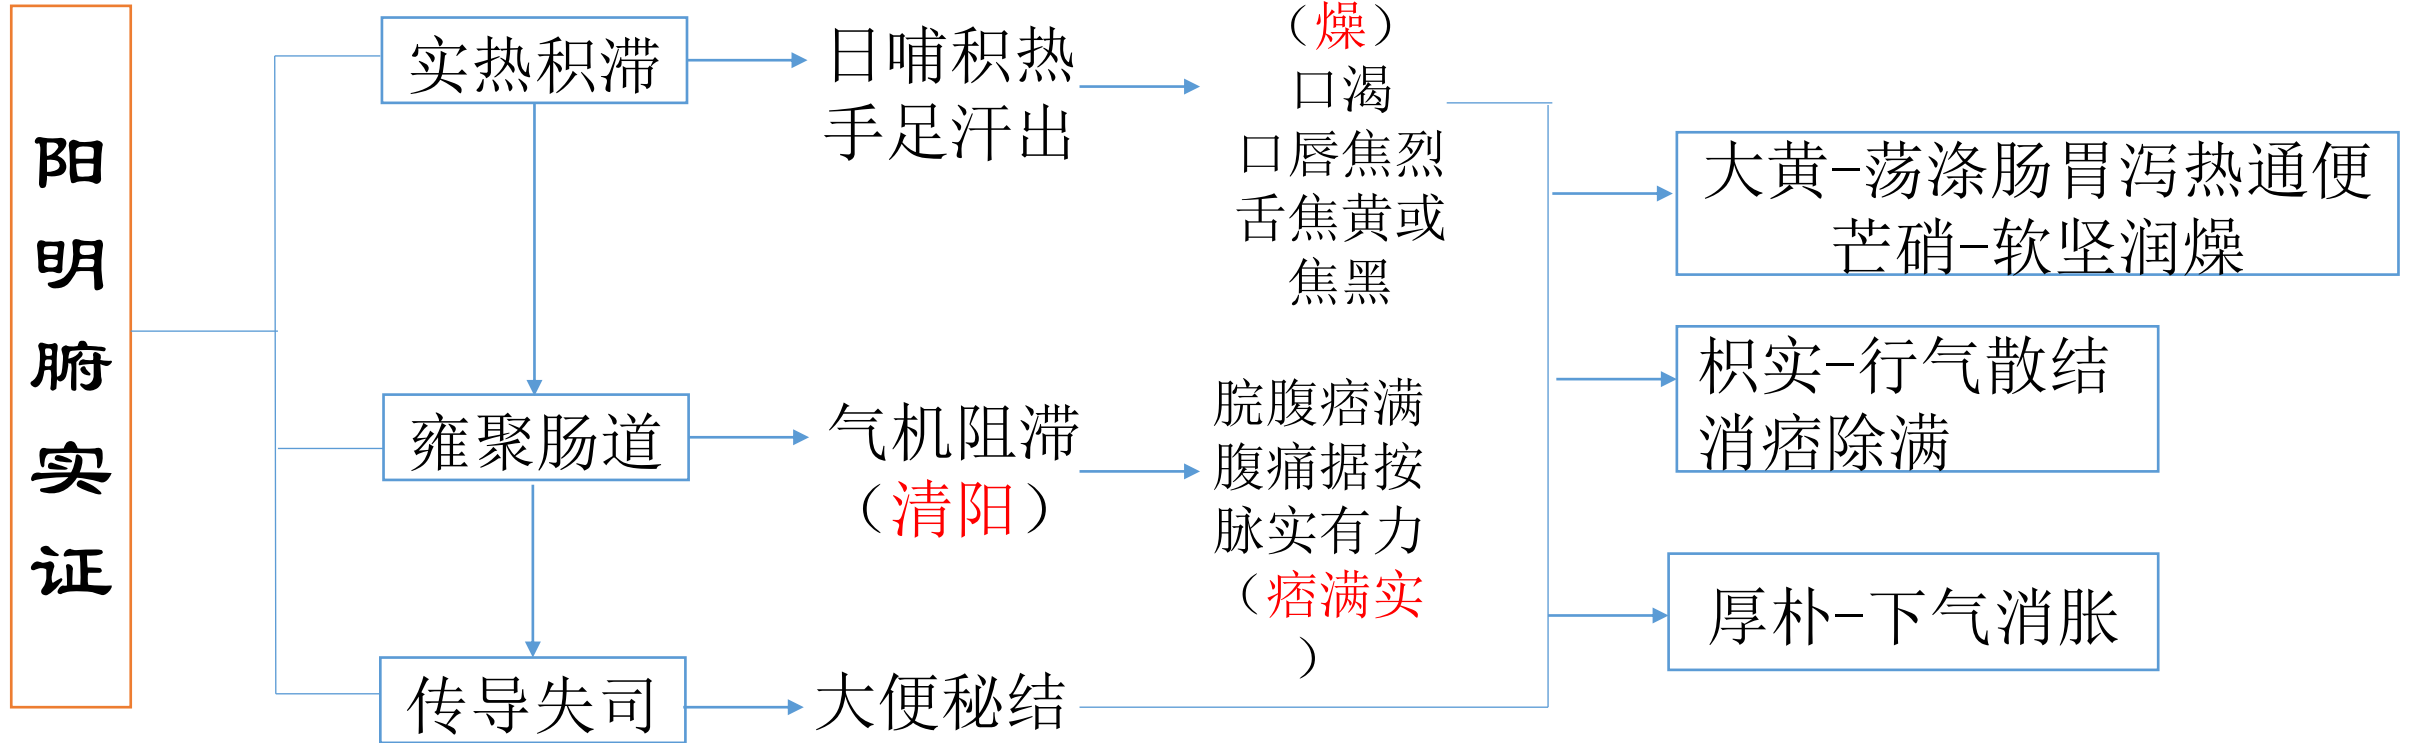 阳明腑实证
实热积滞
日哺积热
手足汗出
（燥）
口渴
口唇焦烈
舌焦黄或
焦黑
大黄-荡涤肠胃泻热通便
芒硝-软坚润燥
雍聚肠道
气机阻滞
（清阳）
脘腹痞满
腹痛据按
脉实有力
（痞满实
）
枳实-行气散结
消痞除满
传导失司
大便秘结
厚朴-下气消胀